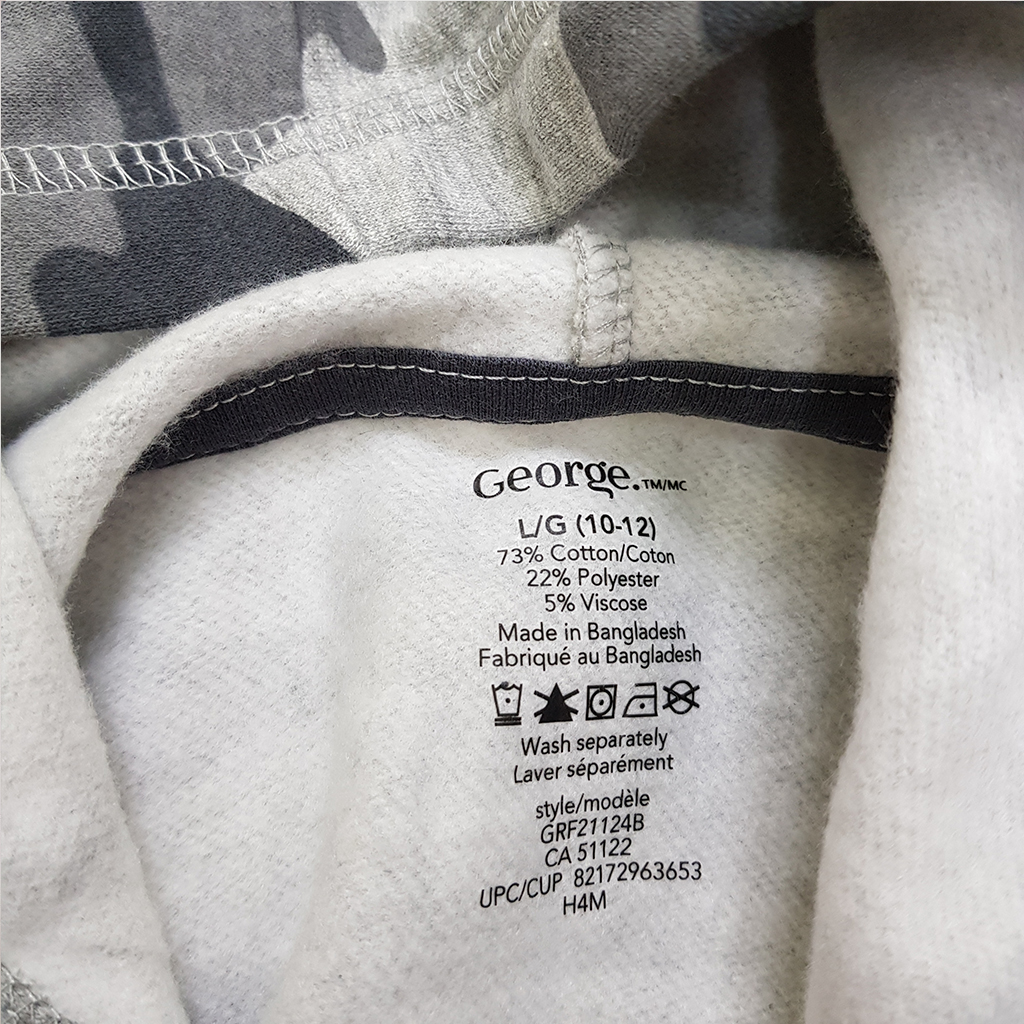 George.TM/MC
L/G (10-12)
73% Cotton/Coton
22% Polyester
5% Viscose
Made in Bangladesh
Fabriqué au Bangladesh
Wash separately
Laver séparément
style/modèle
GRF21124B
CA 51122
UPC/CUP 82172963653
H4M